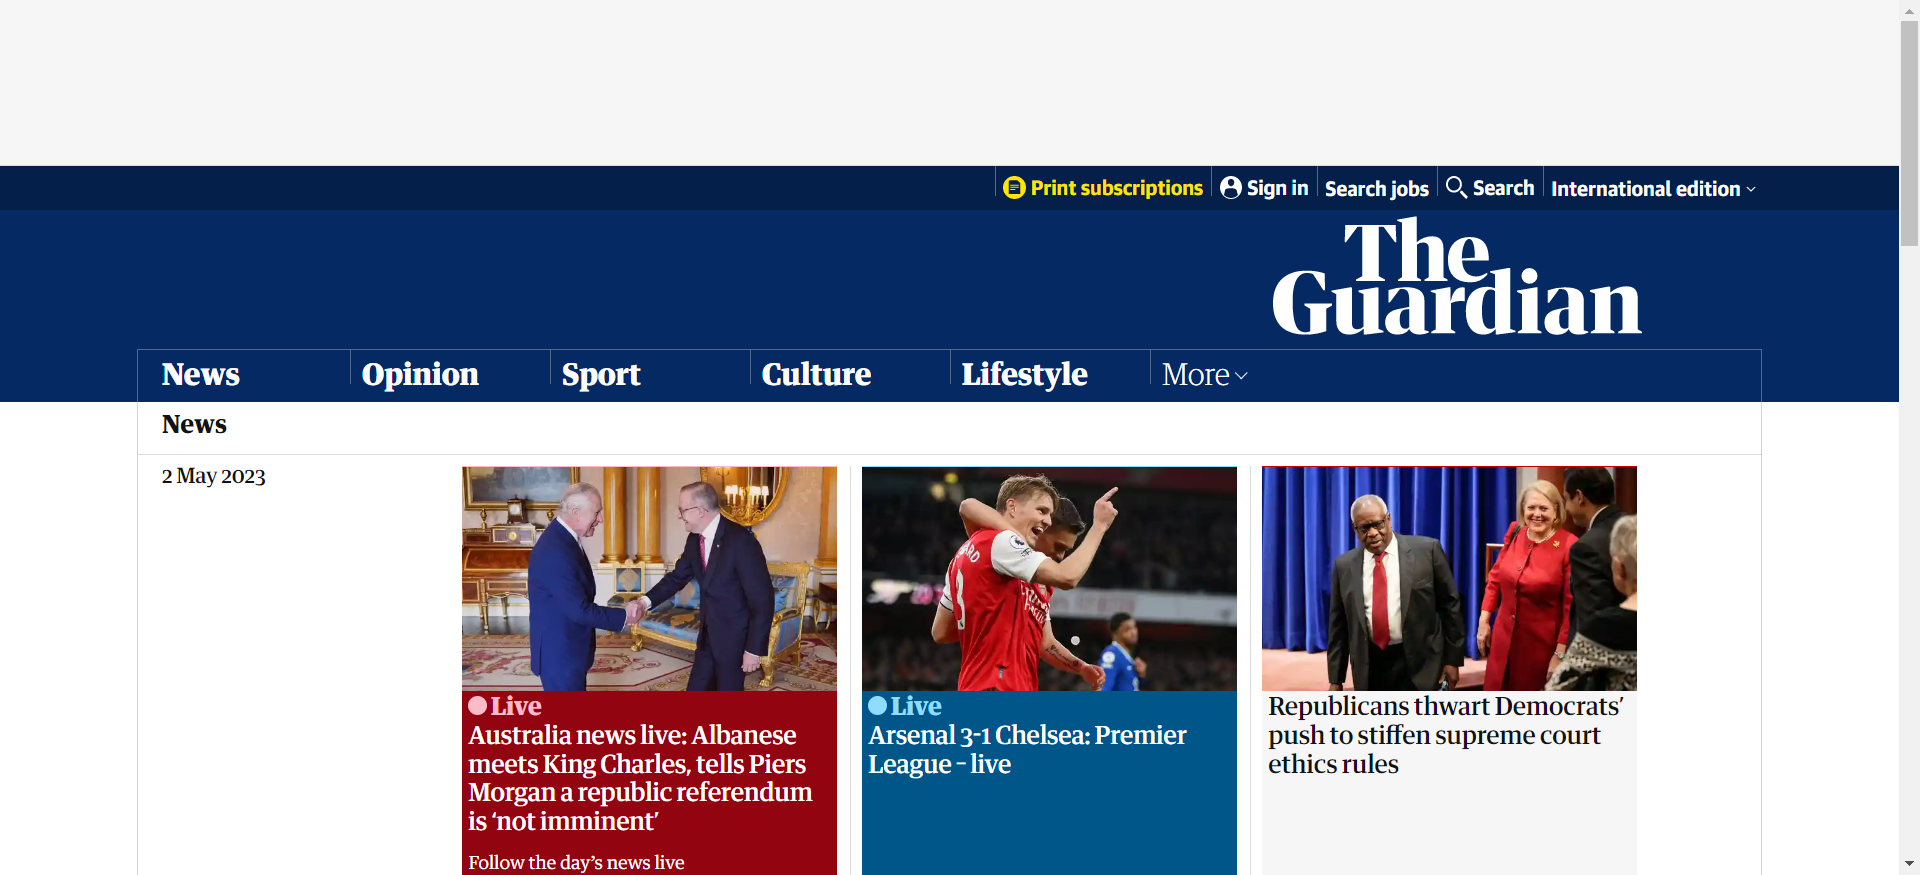 Print subscriptions
Sign in
Search jobs
Search
International edition
The
Guardian
News
Opinion
Sport
Culture
Lifestyle
More
News
2 May 2023
Live
Australia news live: Albanese
meets King Charles, tells Piers
Morgan a republic referendum
is ‘not imminent’
Follow the day’s news live
Live
Arsenal 3-1 Chelsea: Premier
League – live
Republicans thwart Democrats’
push to stiffen supreme court
ethics rules